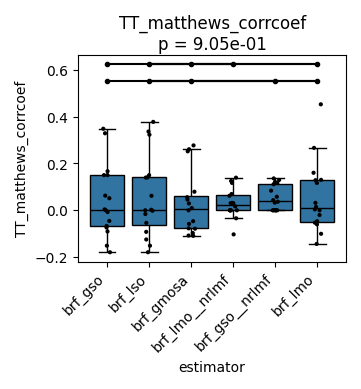 TT_matthews_corrcoef
p = 9.05e-01
TT_matthews_corrcoef
0.6
0.4
0.2
0.0
−0.2
brf_gso
brf_lso
brf_gmosa
brf_lmo__nrlmf
brf_gso__nrlmf
brf_lmo
estimator